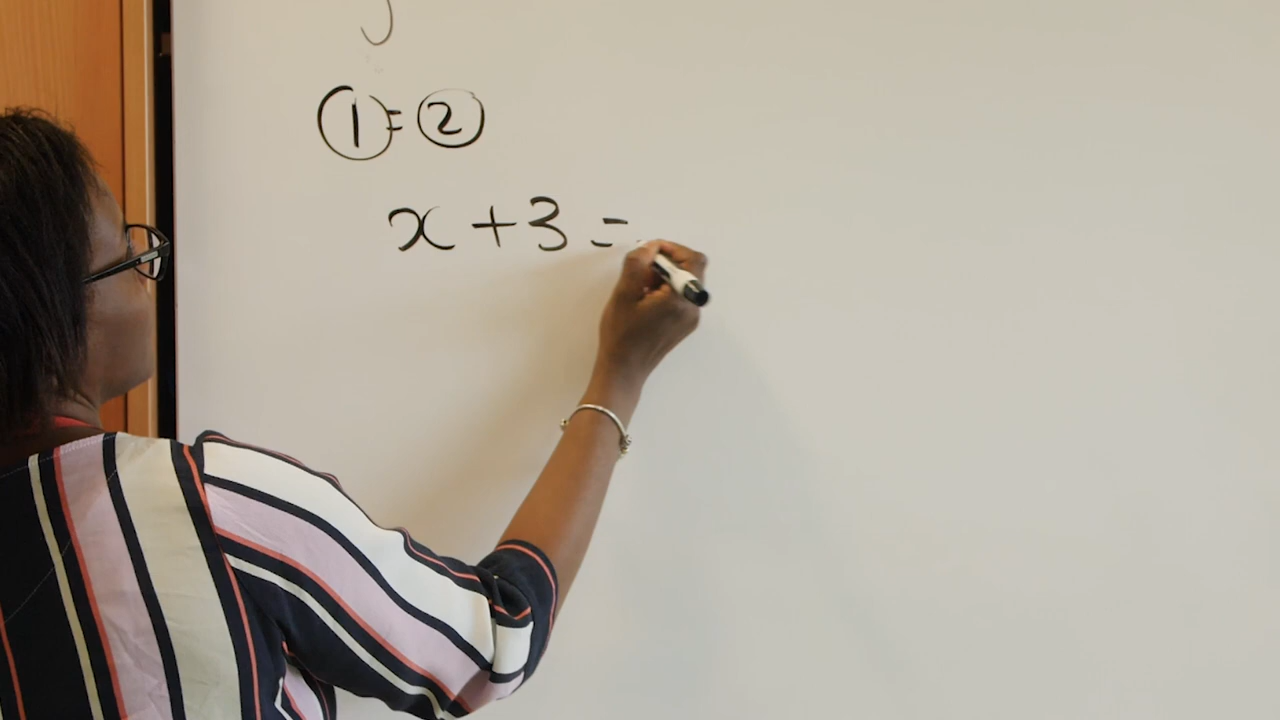 ① = ②
x + 3 =